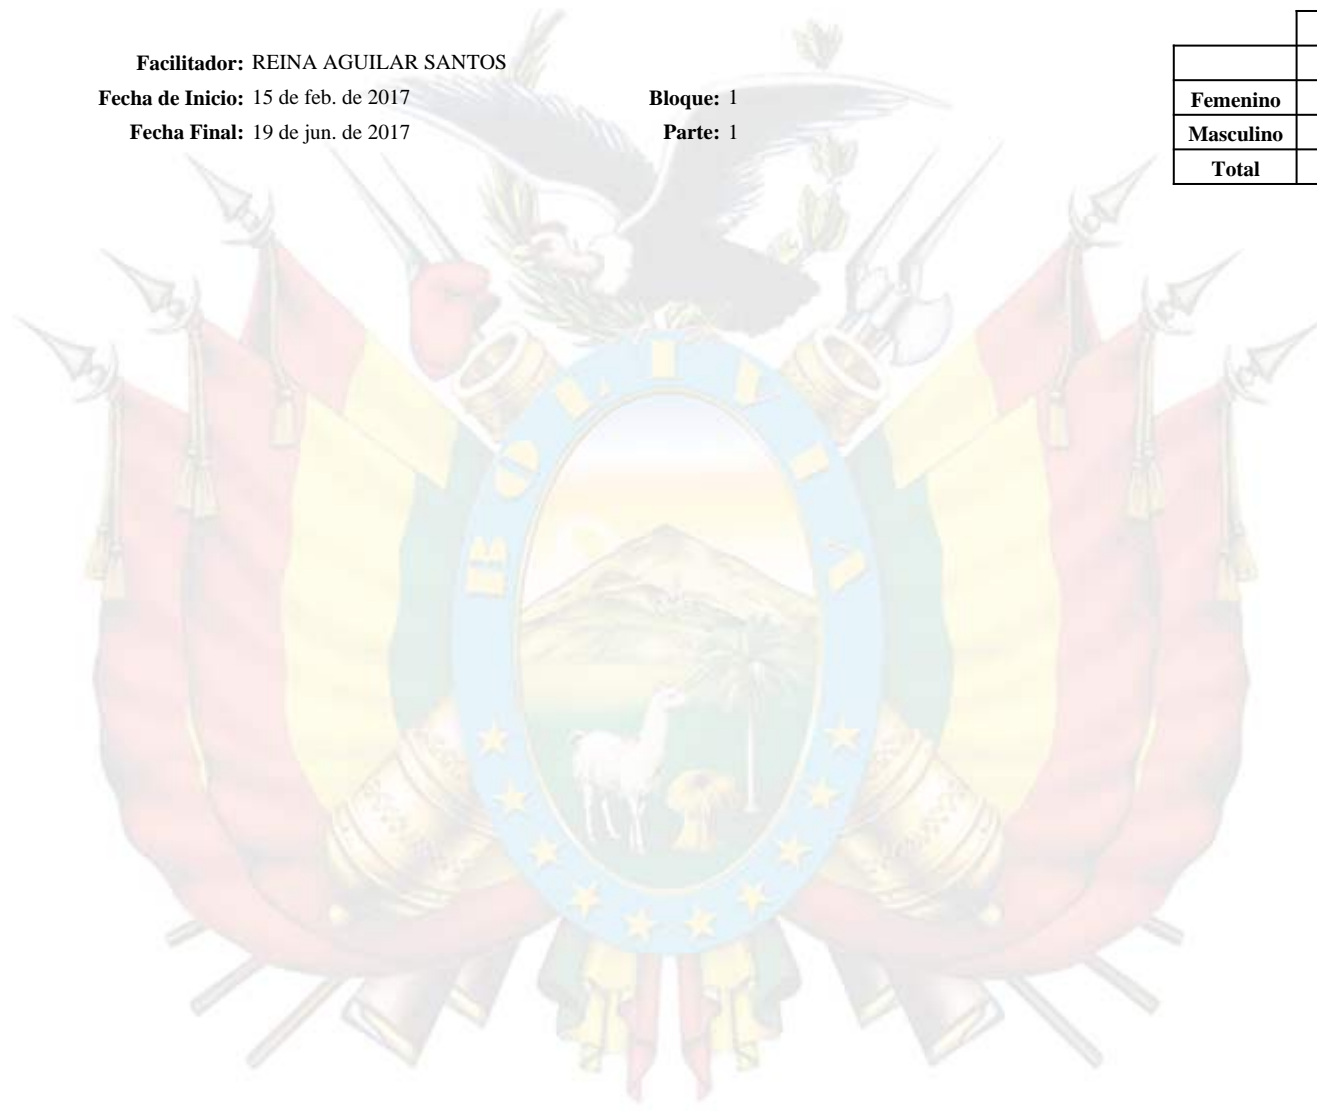 Facilitador: REINA AGUILAR SANTOS
Fecha de Inicio: 15 de feb. de 2017
Bloque: 1
Fecha Final: 19 de jun. de 2017
Parte: 1
Femenino
Masculino
Total
BOLIVIA